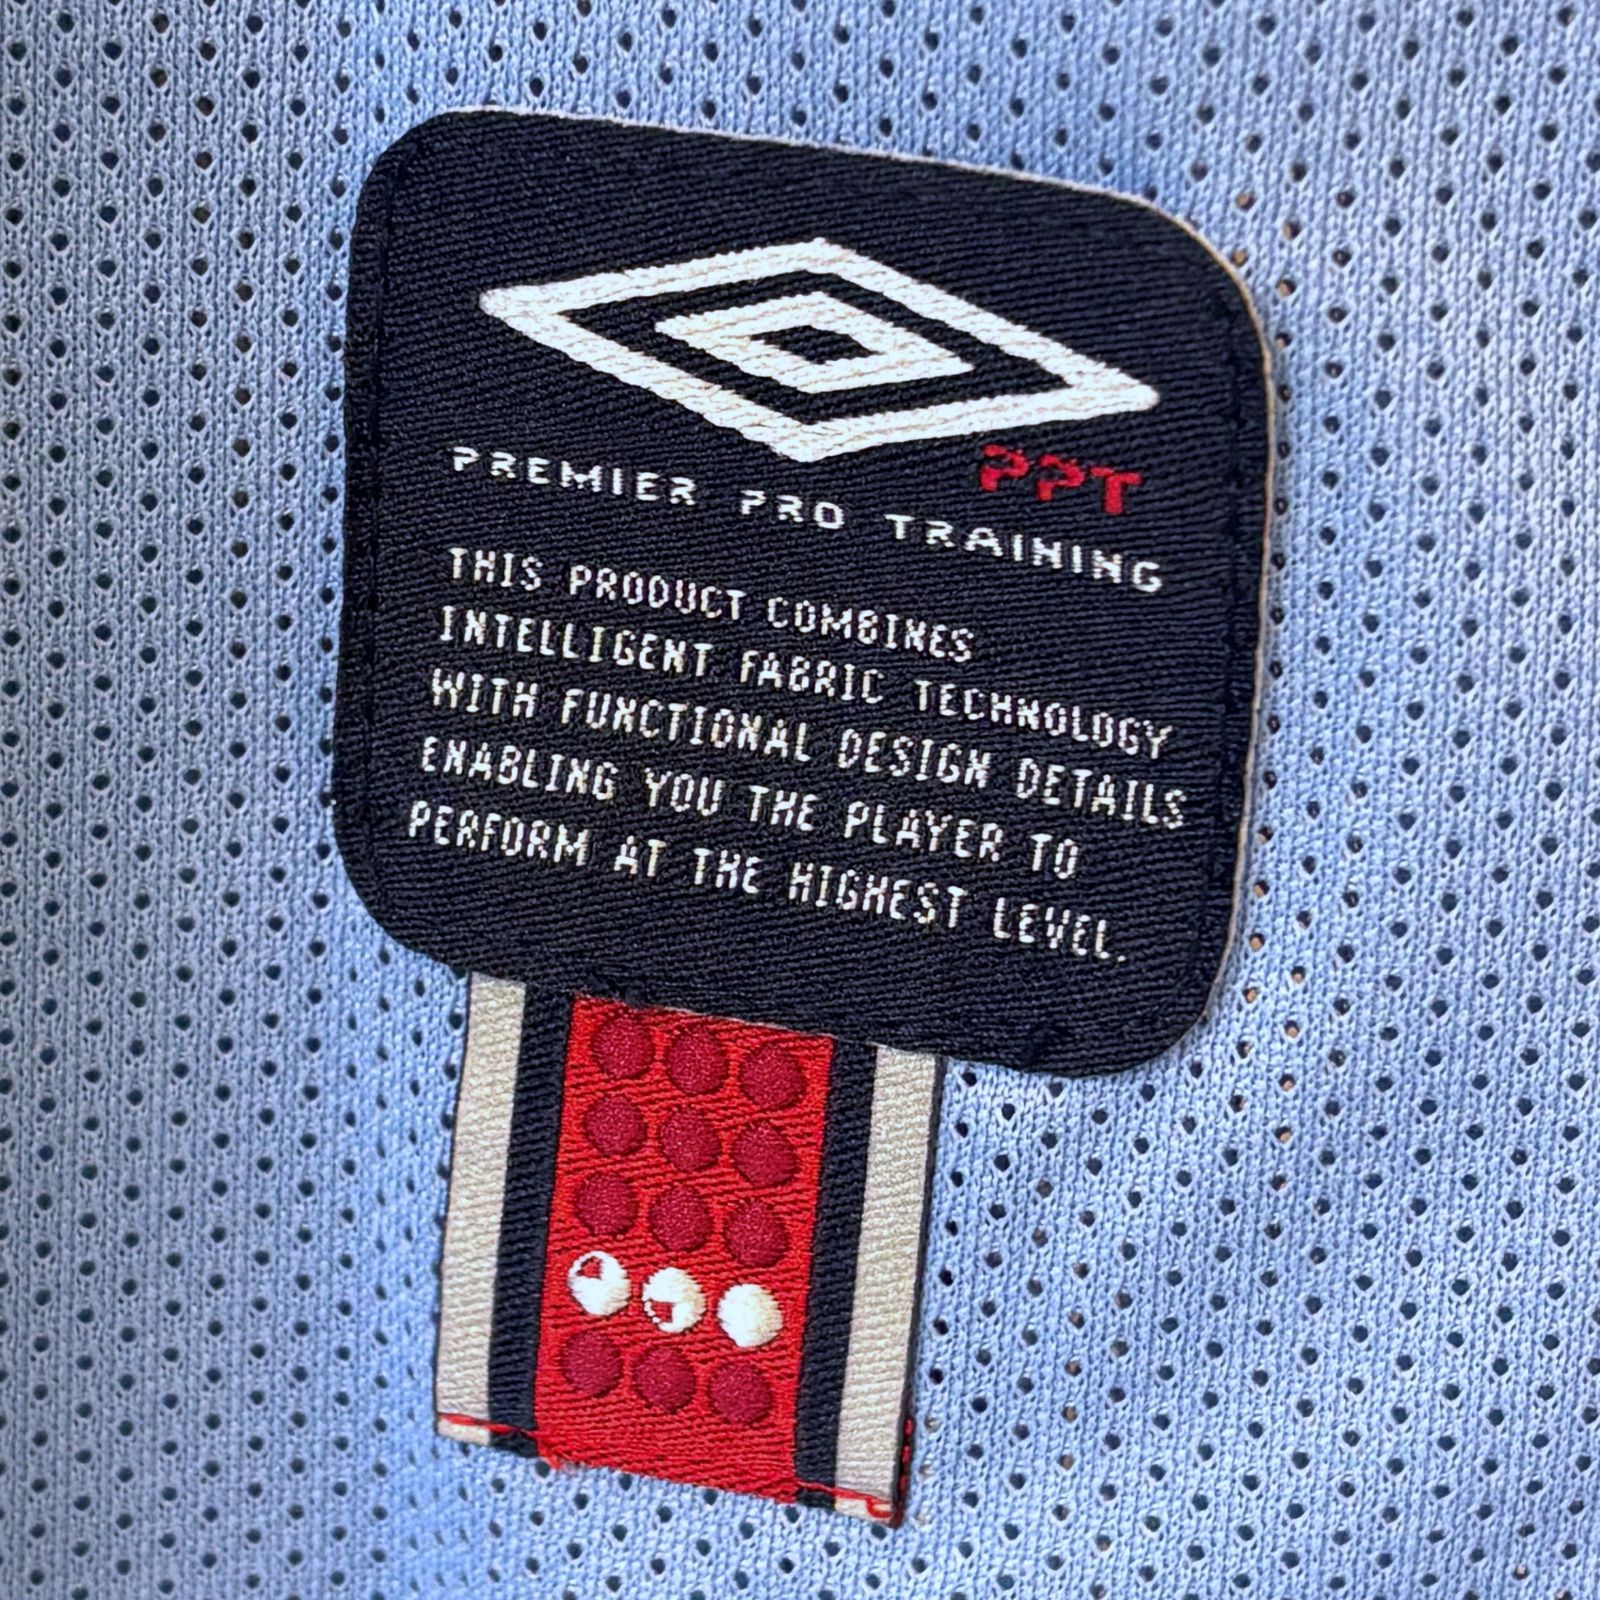 PPT
PREMIER PRO TRAINING
THIS PRODUCT COMBINES
INTELLIGENT FABRIC TECHNOLOGY
WITH FUNCTIONAL DESIGN DETAILS
ENABLING YOU THE PLAYER TO
PERFORM AT THE HIGHEST LEVEL.